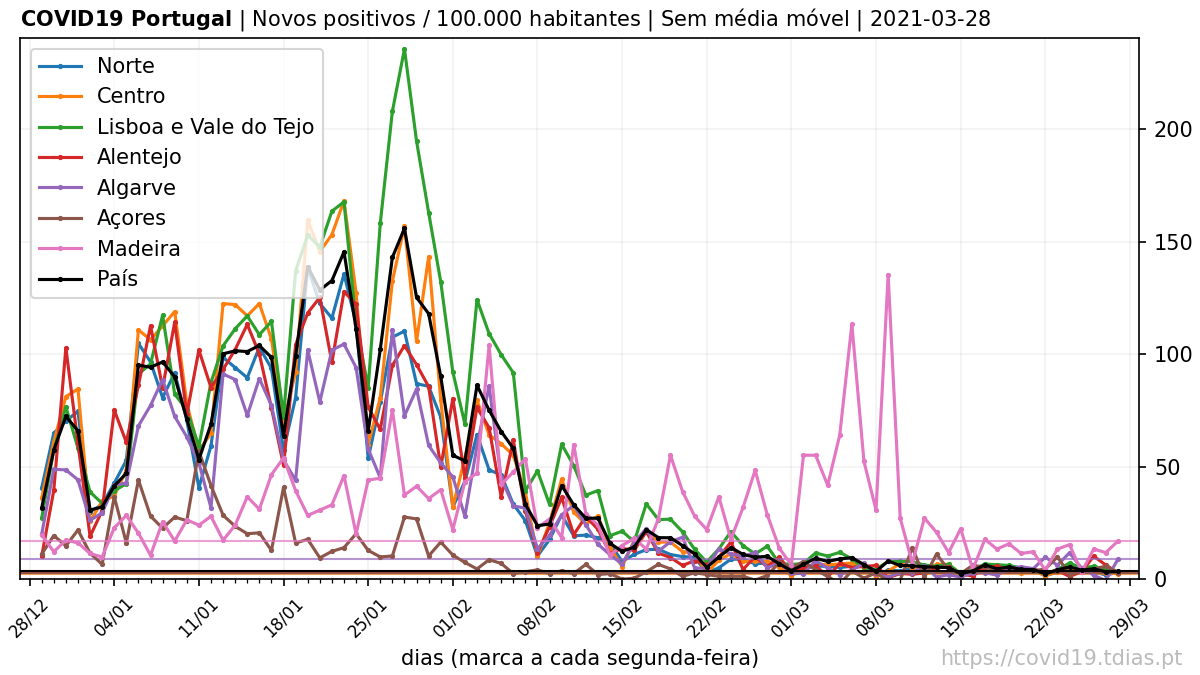 COVID19 Portugal | Novos positivos / 100.000 habitantes | Sem média móvel | 2021-03-28
Norte
Centro
Lisboa e Vale do Tejo
Alentejo
Algarve
Açores
Madeira
País
200
150
100
50
0
28/12 04/01 11/01 18/01 25/01 01/02 08/02 15/02 22/02 01/03 08/03 15/03 22/03 29/03
dias (marca a cada segunda-feira)
https://covid19.tdias.pt